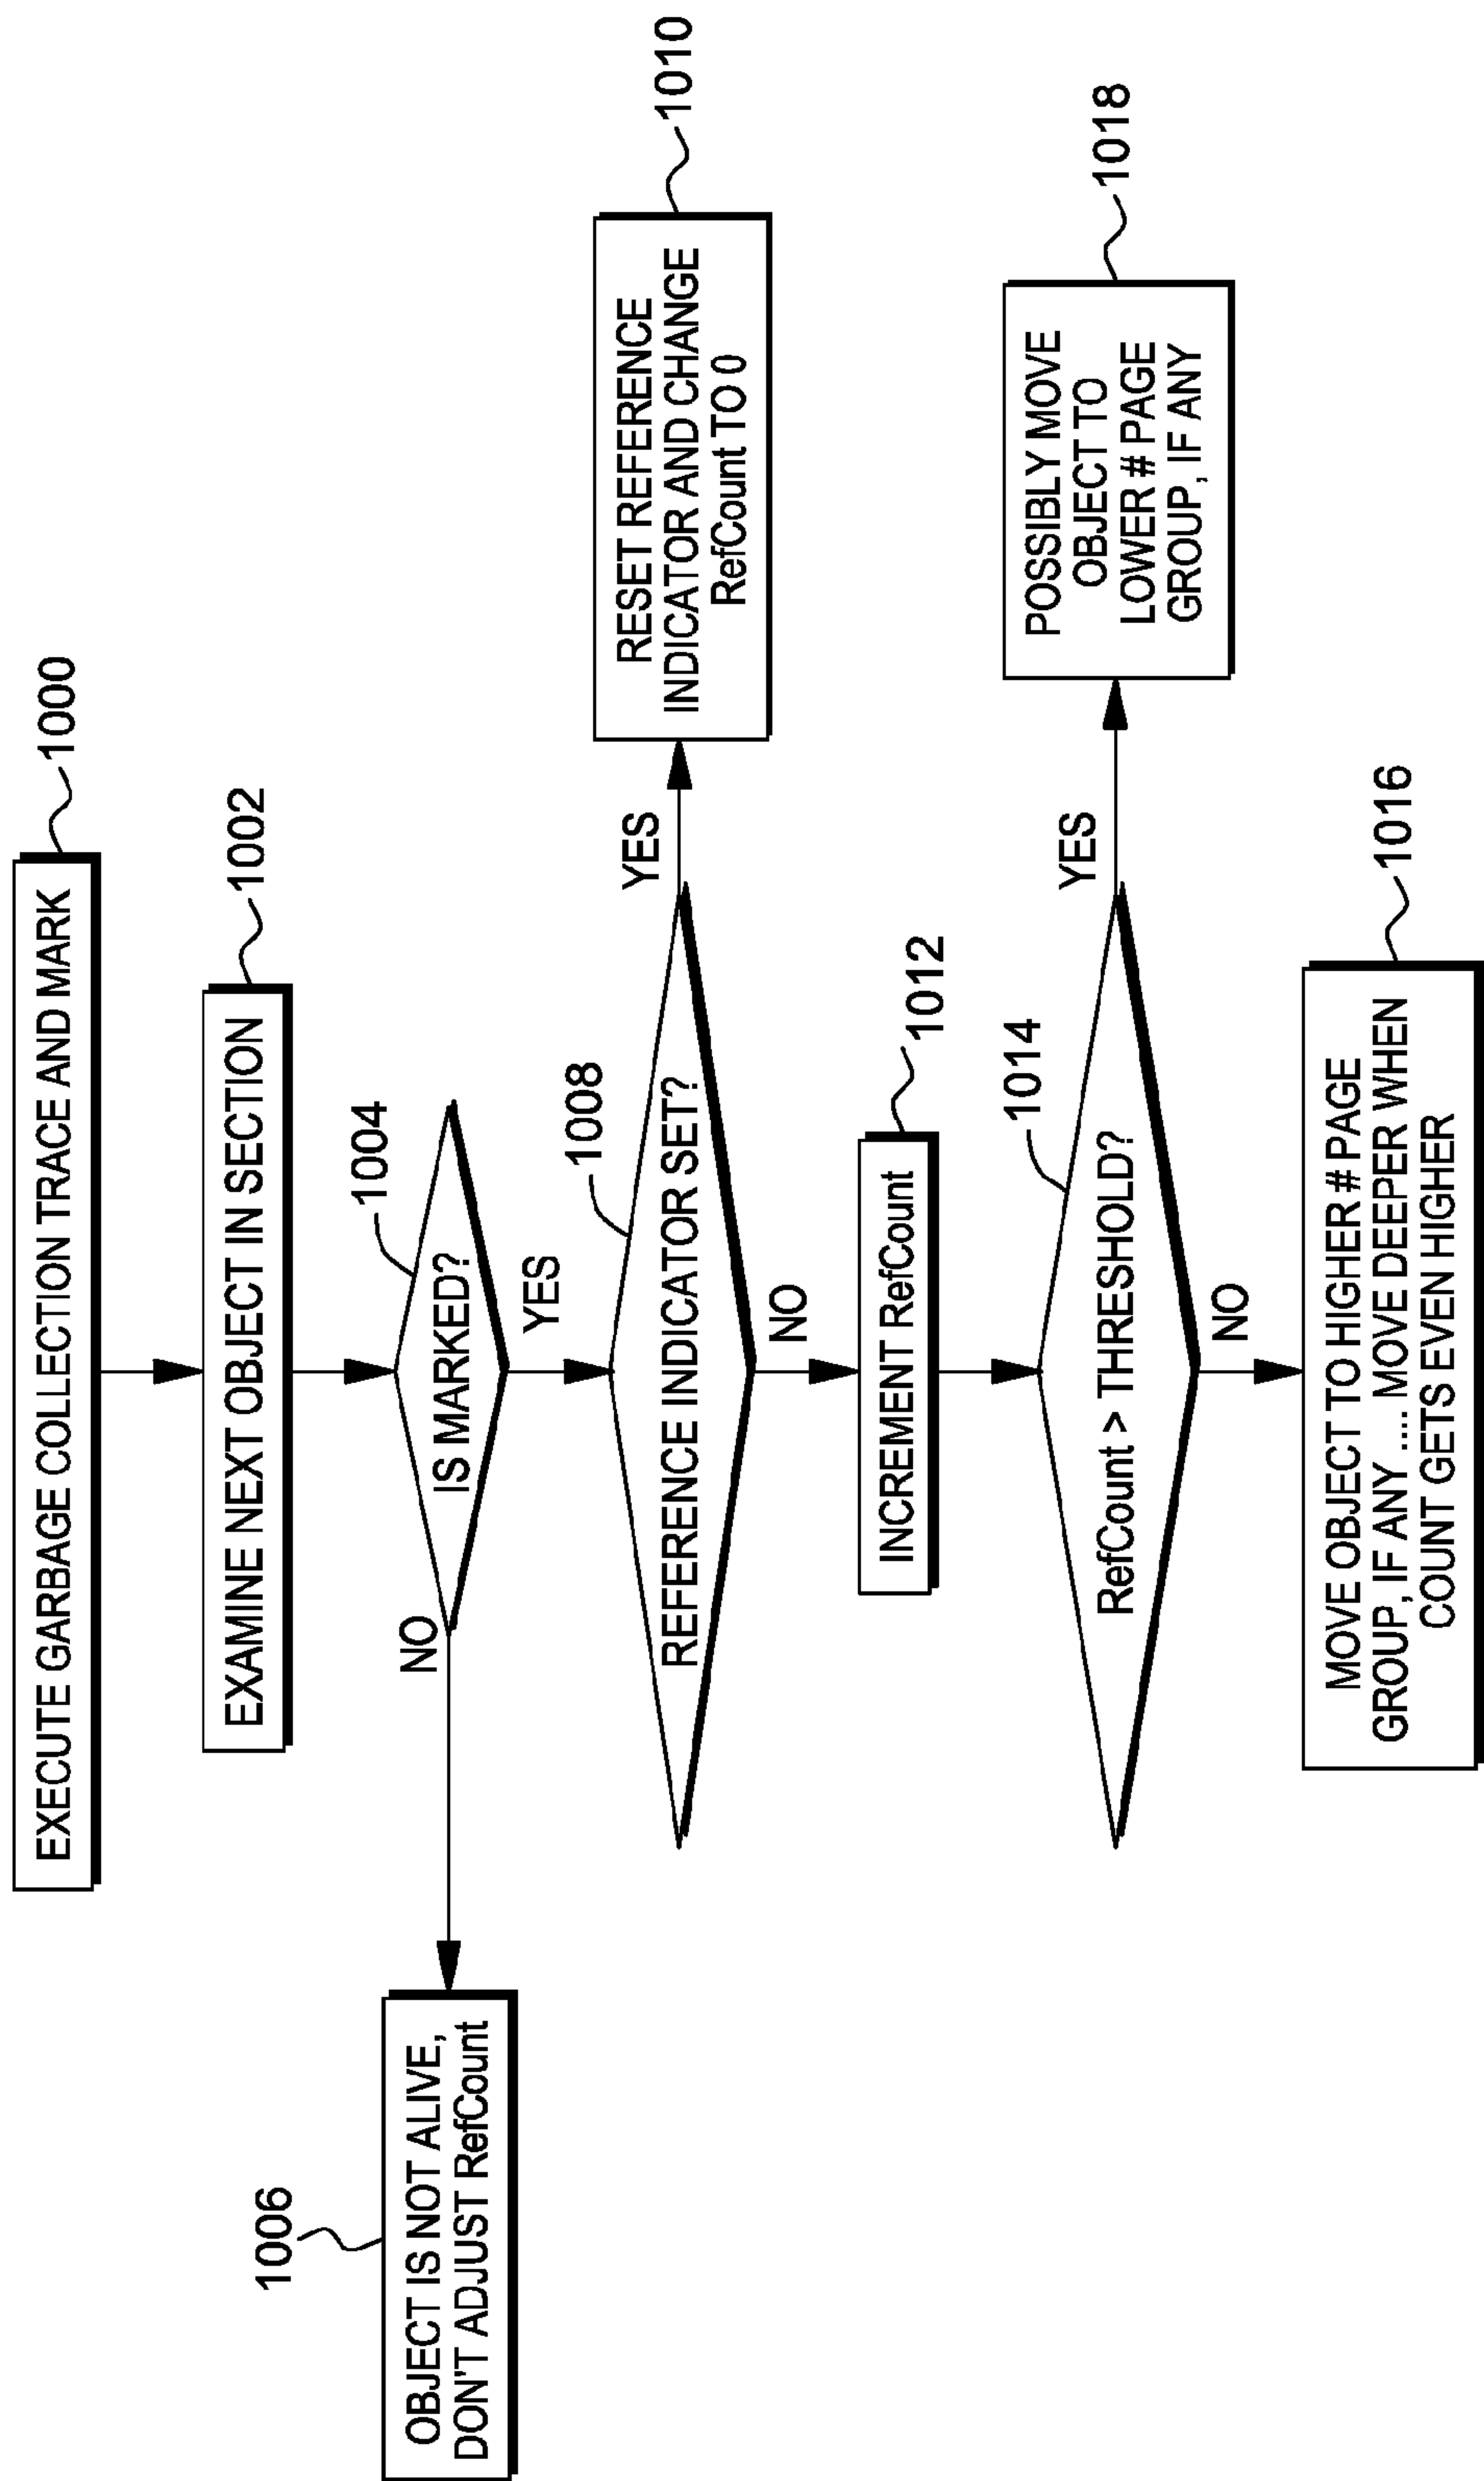 EXECUTE GARBAGE COLLECTION TRACE AND MARK
1000
EXAMINE NEXT OBJECT IN SECTION
1002
IS MARKED?
1004
NO
YES
OBJECT IS NOT ALIVE,
DON'T ADJUST RefCount
1006
REFERENCE INDICATOR SET?
1008
YES
NO
RESET REFERENCE
INDICATOR AND CHANGE
RefCount TO 0
1010
INCREMENT RefCount
1012
RefCount > THRESHOLD?
1014
YES
NO
POSSIBLY MOVE
OBJECT TO
LOWER # PAGE
GROUP, IF ANY
1018
MOVE OBJECT TO HIGHER # PAGE
GROUP, IF ANY .... MOVE DEEPER WHEN
COUNT GETS EVEN HIGHER
1016